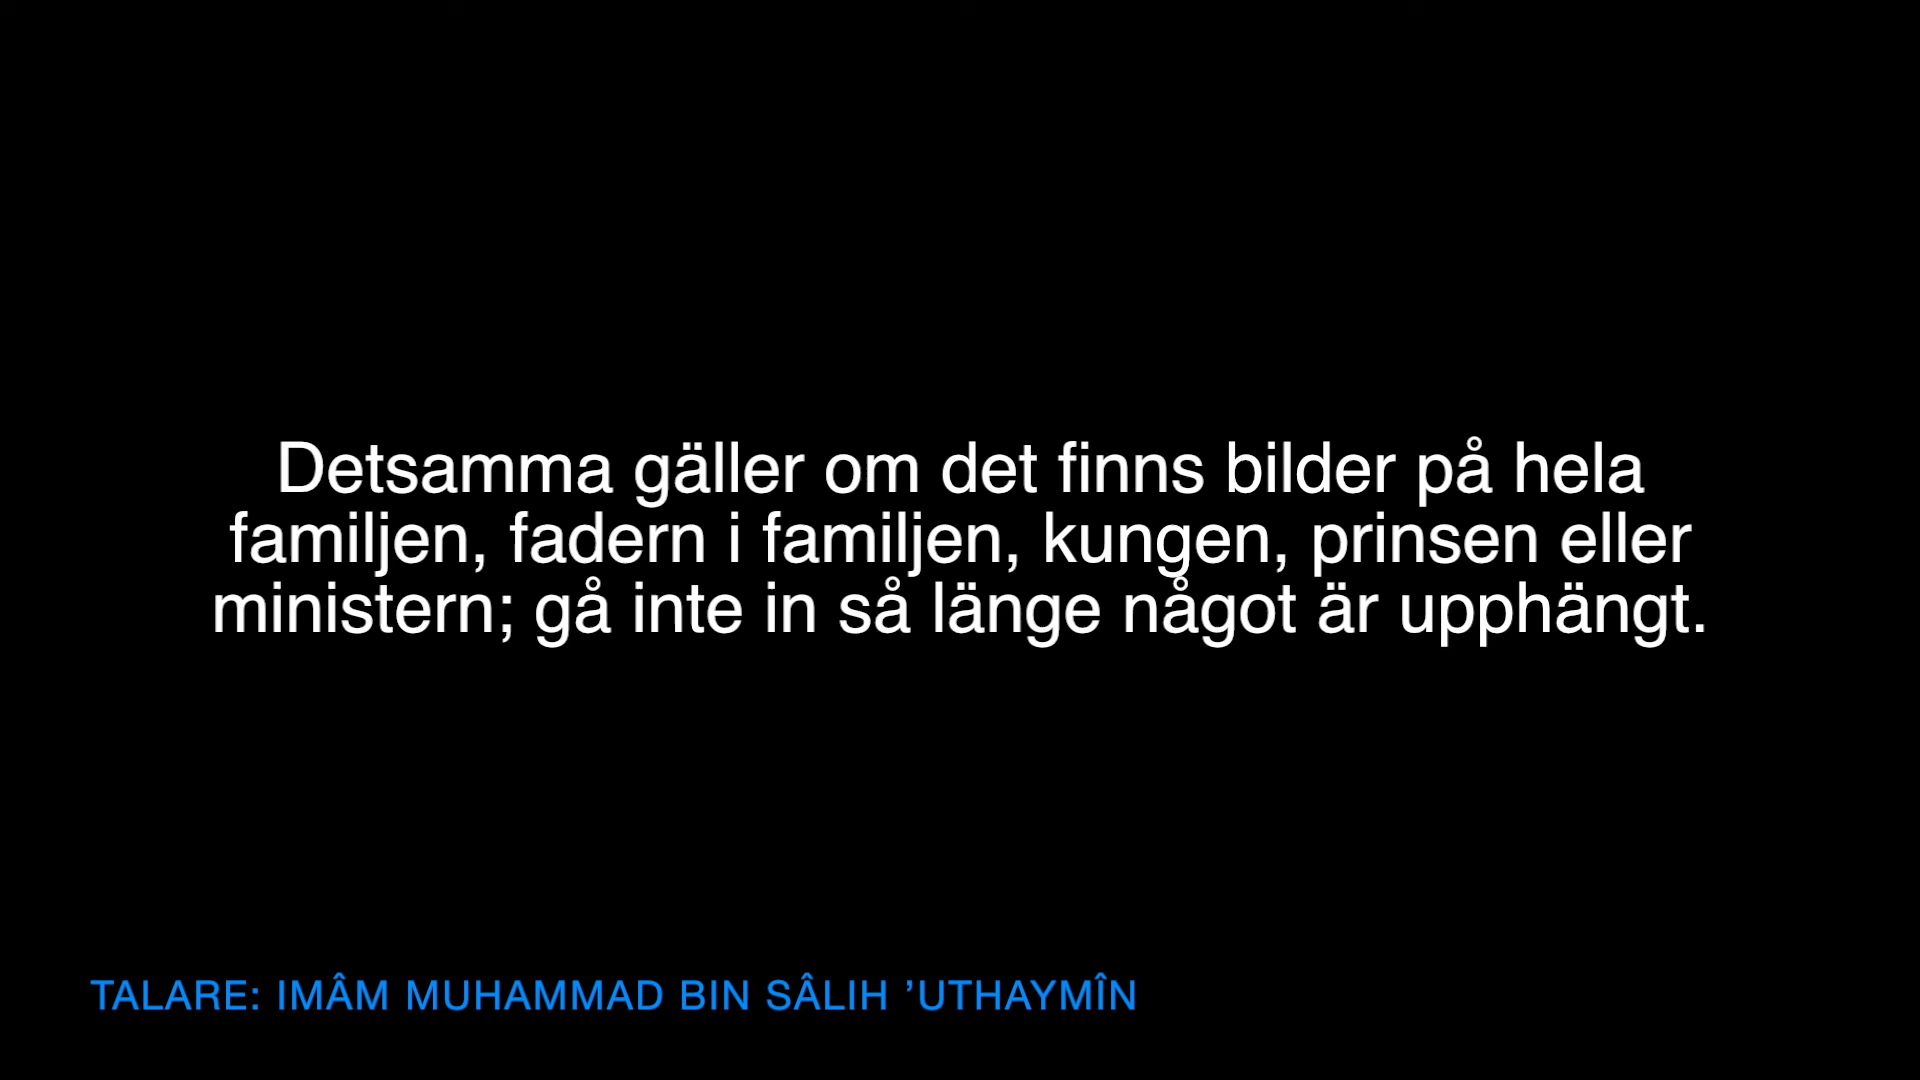 Detsamma gäller om det finns bilder på hela
familjen, fadern i familjen, kungen, prinsen eller
ministern; gå inte in så länge något är upphängt.
TALARE: IMÂM MUHAMMAD BIN SÂLIH ’UTHAYMÎN